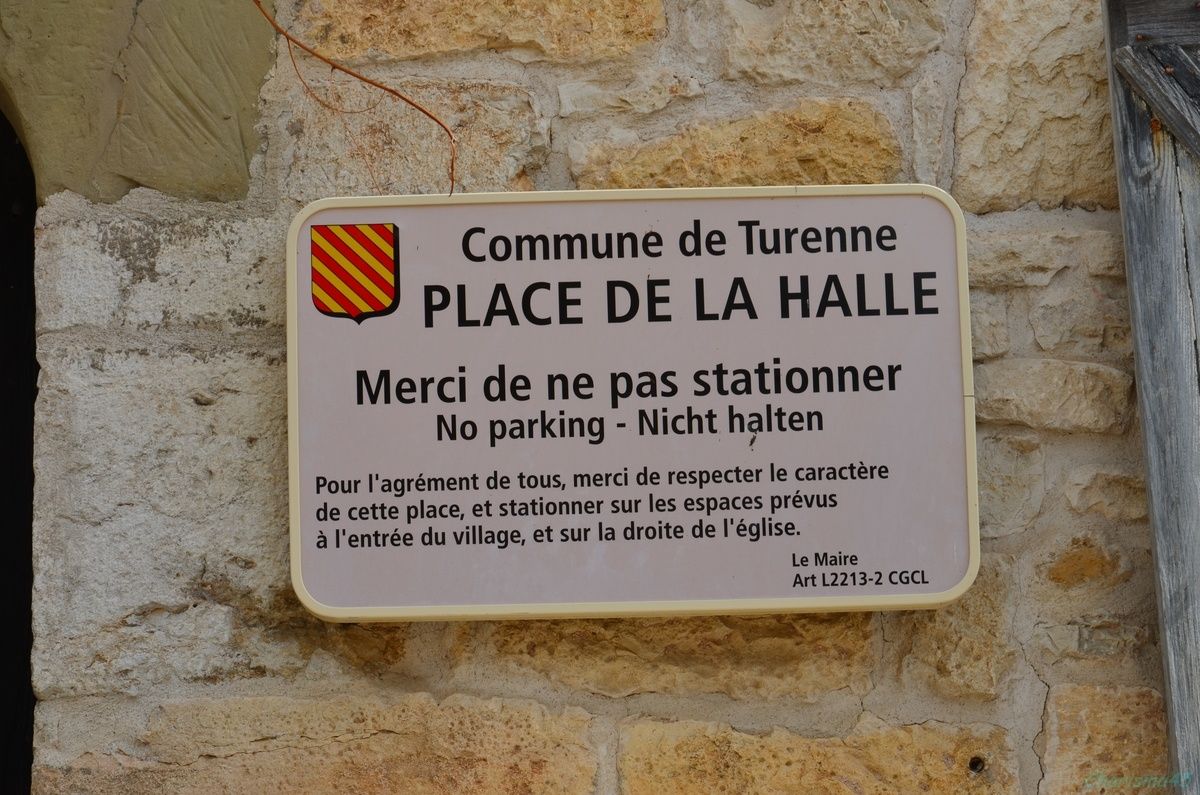 Commune de Turenne
PLACE DE LA HALLE
Merci de ne pas stationner
No parking - Nicht halten
Pour l'agrément de tous, merci de respecter le caractère
de cette place, et stationner sur les espaces prévus
à l'entrée du village, et sur la droite de l'église.
Le Maire
Art L2213-2 CGCL